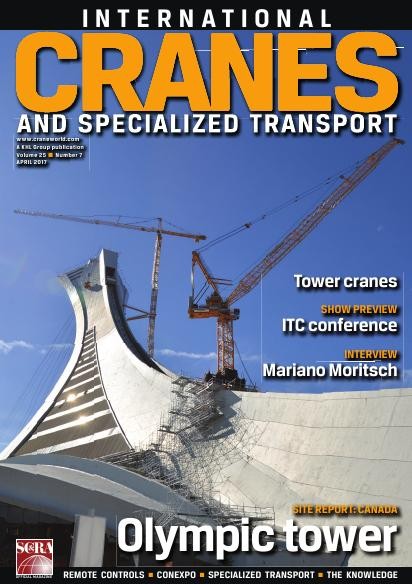 INTERNATIONAL
CRANES
AND SPECIALIZED TRANSPORT
www.craneworld.com
A KHL Group publication
Volume 25 ■ Number 7
APRIL 2017
Tower cranes
SHOW PREVIEW
ITC conference
INTERVIEW
Mariano Moritsch
SITE REPORT: CANADA
Olympic tower
SC&RA
OFFICIAL MAGAZINE
REMOTE CONTROLS ■ CONEXPO ■ SPECIALIZED TRANSPORT ■ THE KNOWLEDGE